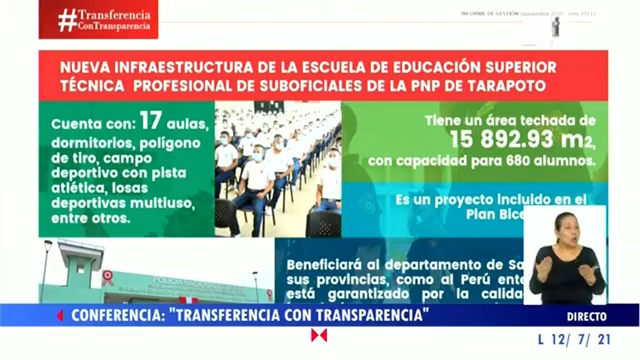 #Transferencia
ConTransparencia
INFORME DE GESTIÓN
NUEVA INFRAESTRUCTURA DE LA ESCUELA DE EDUCACIÓN SUPERIOR
TÉCNICA PROFESIONAL DE SUBOFICIALES DE LA PNP DE TARAPOTO
Cuenta con: 17 aulas,
dormitorios, polígono
de tiro, campo
deportivo con pista
atlética, losas
deportivas multiuso,
entre otros.
Tiene un área techada de
15 892.93 m2,
con capacidad para 680 alumnos.
Es un proyecto incluido en el
Plan Bice
Beneficiará al departamento de Sa
sus provincias, como al Perú ente
está garantizado por la calida
CONFERENCIA: "TRANSFERENCIA CON TRANSPARENCIA"
DIRECTO
L 12/ 7/ 21